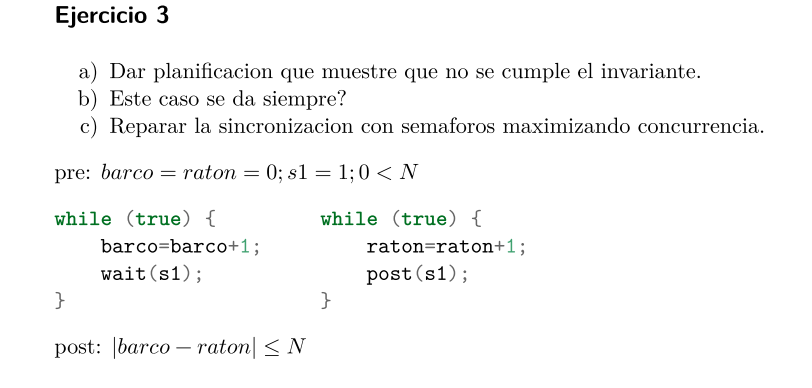 Ejercicio 3
a) Dar planificacion que muestre que no se cumple el invariante.
b) Este caso se da siempre?
c) Reparar la sincronizacion con semaforos maximizando concurrencia.
pre: barco = raton = 0; s1 = 1; 0 < N
while (true) {
barco=barco+1;
wait(s1);
}
while (true) {
raton=raton+1;
post(s1);
}
post: |barco − raton| ≤ N